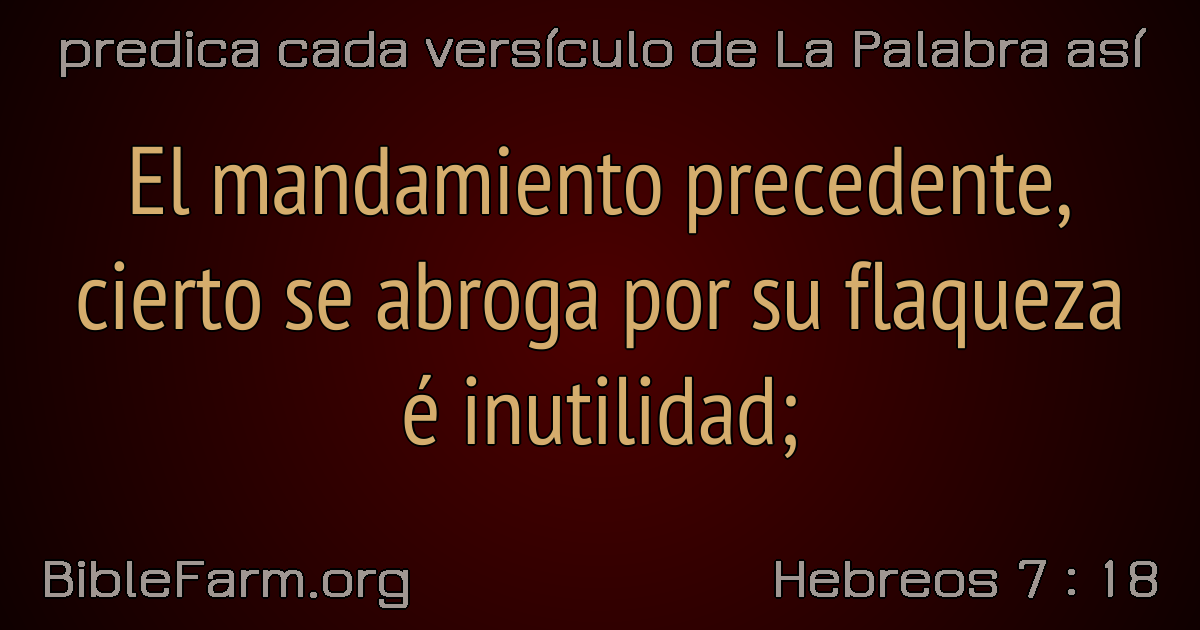 predica cada versículo de La Palabra así
El mandamiento precedente,
cierto se abroga por su flaqueza
é inutilidad;
BibleFarm.org
Hebreos 7 : 18